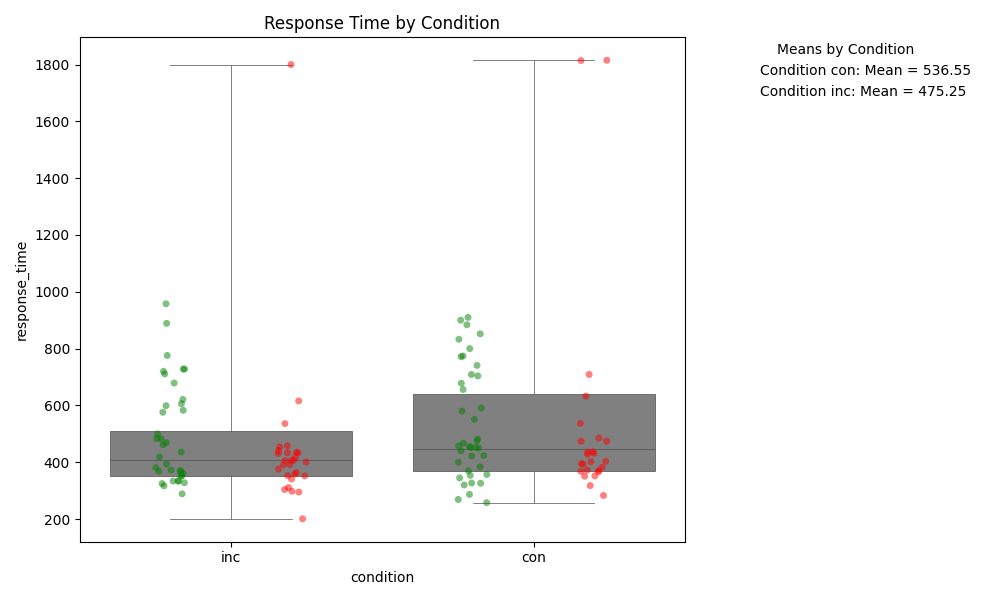 Response Time by Condition
Means by Condition
Condition con: Mean = 536.55
Condition inc: Mean = 475.25
response_time
1800
1600
1400
1200
1000
800
600
400
200
inc con
condition